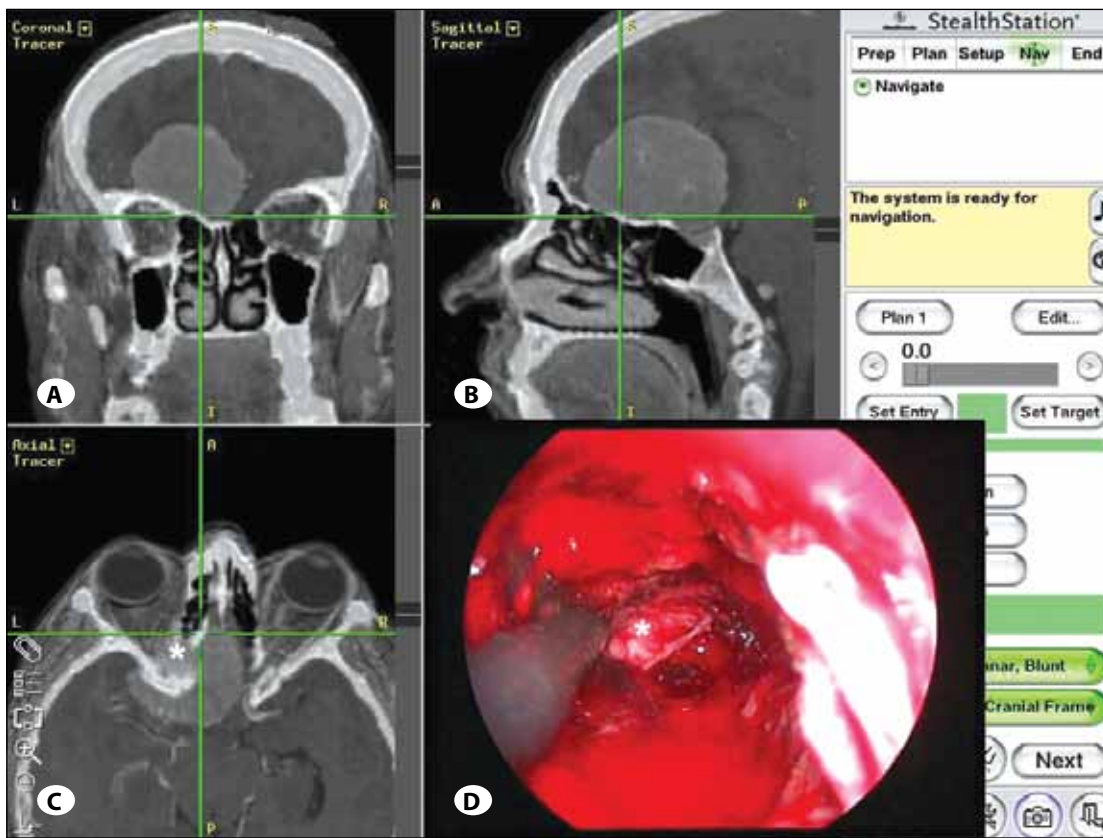 Coronal
Tracer
S
L
R
I
A
Sagittal
Tracer
S
A
P
I
B
Axial
Tracer
A
L
R
P
C
*
D
*
StealthStation
Prep Plan Setup Nav End
Navigate
The system is ready for
navigation.
Plan 1 Edit...
0.0
< >
Set Entry Set Target
anar, Blunt
Cranial Frame
Next